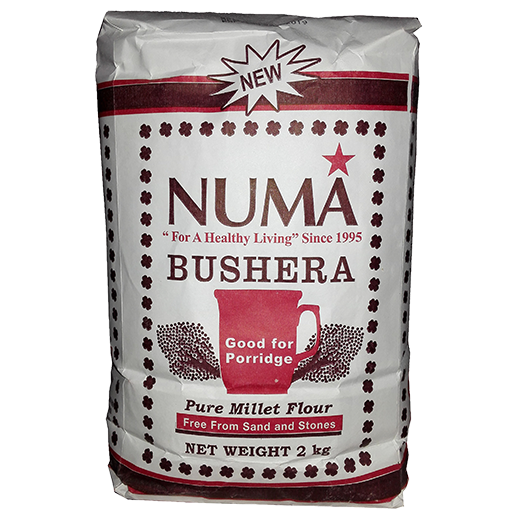 NEW
NUMA
“For A Healthy Living” Since 1995
BUSHERA
Good for
Porridge
Pure Millet Flour
Free From Sand and Stones
NET WEIGHT 2 kg